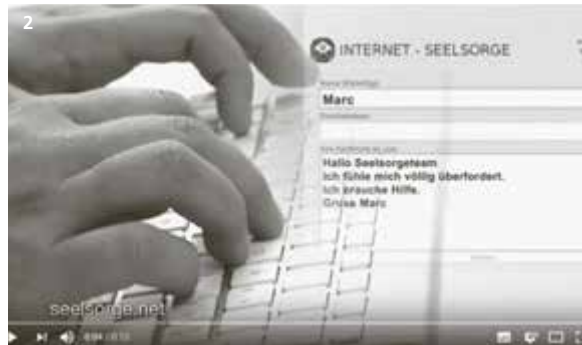 2
INTERNET - SEELSORGE
Marc
Hallo Seelsorgeteam
Ich fühle mich völlig überfordert.
Ich brauche Hilfe.
Gruss Marc
seelsorge.net